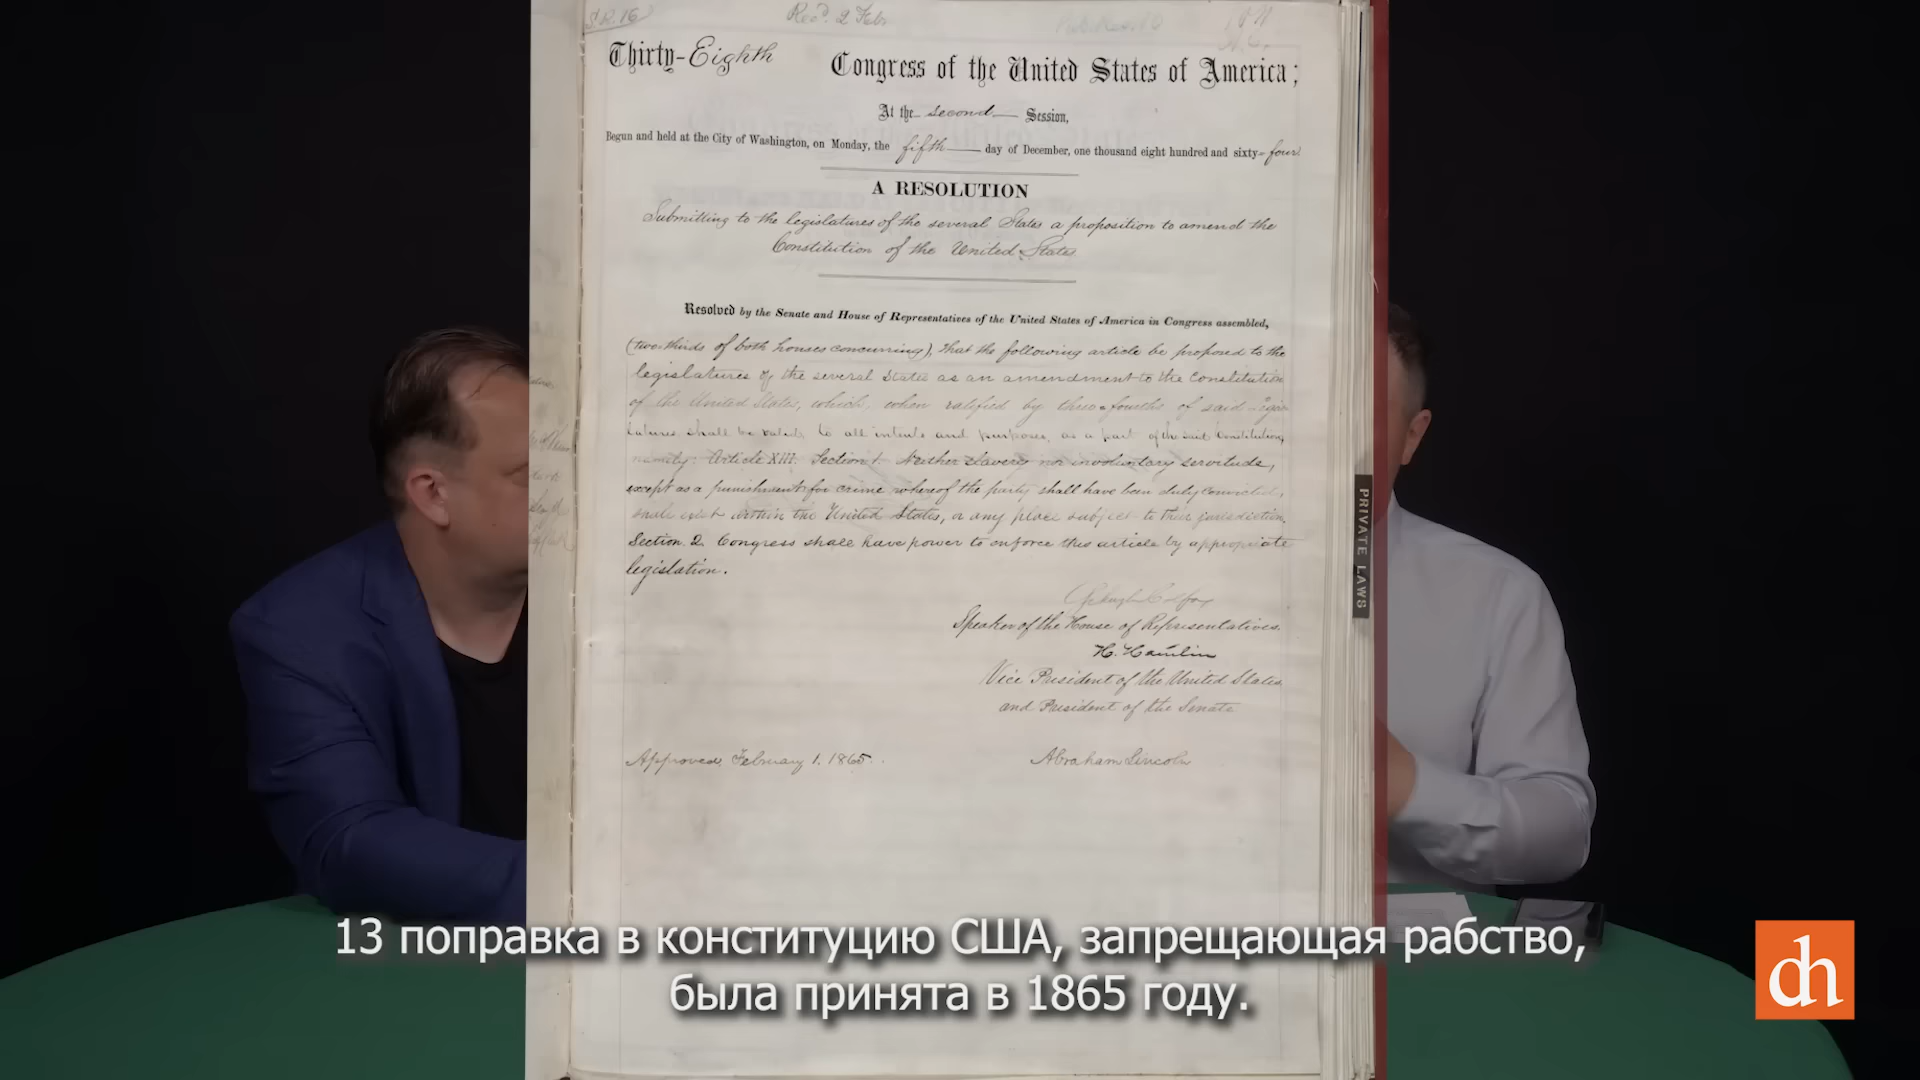 S.R. 16
Rec'd. 2 Feb
Thirty-Eighth Congress of the United States of America;
At the second Session,
Begun and held at the City of Washington, on Monday, the fifth day of December, one thousand eight hundred and sixty-four
A RESOLUTION
Submitting to the legislatures of the several States a proposition to amend the
Constitution of the United States.
Resolved by the Senate and House of Representatives of the United States of America in Congress assembled,
(two-thirds of both houses concurring), That the following article be proposed to the
legislatures of the several States as an amendment to the Constitution
of the United States, which, when ratified by three-fourths of said legis-
latures shall be valid, to all intents and purposes, as a part of the said Constitution,
namely: Article XIII. Section 1. Neither slavery nor involuntary servitude,
except as a punishment for crime whereof the party shall have been duly convicted,
shall exist within the United States, or any place subject to their jurisdiction.
Section 2. Congress shall have power to enforce this article by appropriate
legislation.
Schuyler Colfax
Speaker of the House of Representatives.
H. Hamlin
Vice President of the United States
and President of the Senate
Approved, February 1. 1865.
Abraham Lincoln
PRIVATE LAWS
13 поправка в конституцию США, запрещающая рабство,
была принята в 1865 году.
dh